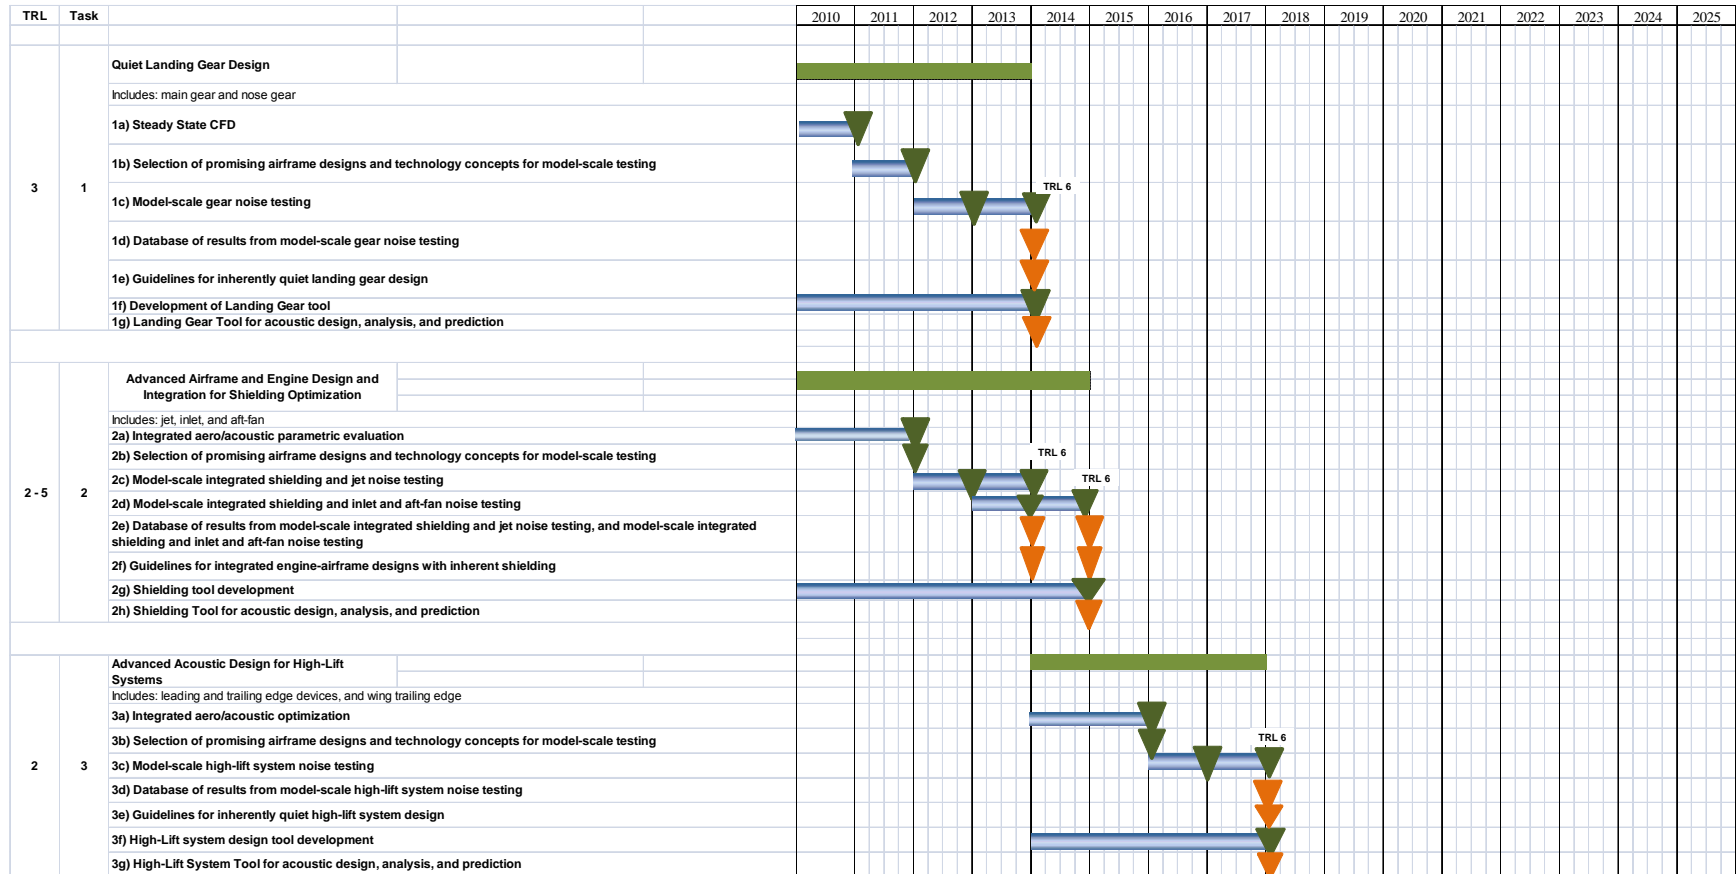 TRL Task 2010 2011 2012 2013 2014 2015 2016 2017 2018 2019 2020 2021 2022 2023 2024 2025
Quiet Landing Gear Design
Includes: main gear and nose gear
1a) Steady State CFD
1b) Selection of promising airframe designs and technology concepts for model-scale testing
3 1 TRL 6
1c) Model-scale gear noise testing
1d) Database of results from model-scale gear noise testing
1e) Guidelines for inherently quiet landing gear design
1f) Development of Landing Gear tool
1g) Landing Gear Tool for acoustic design, analysis, and prediction
Advanced Airframe and Engine Design and
Integration for Shielding Optimization
Includes: jet, inlet, and aft-fan
2a) Integrated aero/acoustic parametric evaluation
2b) Selection of promising airframe designs and technology concepts for model-scale testing TRL 6
2c) Model-scale integrated shielding and jet noise testing TRL 6
2 - 5 2
2d) Model-scale integrated shielding and inlet and aft-fan noise testing
2e) Database of results from model-scale integrated shielding and jet noise testing, and model-scale integrated
shielding and inlet and aft-fan noise testing
2f) Guidelines for integrated engine-airframe designs with inherent shielding
2g) Shielding tool development
2h) Shielding Tool for acoustic design, analysis, and prediction
Advanced Acoustic Design for High-Lift
Systems
Includes: leading and trailing edge devices, and wing trailing edge
3a) Integrated aero/acoustic optimization
3b) Selection of promising airframe designs and technology concepts for model-scale testing TRL 6
2 3 3c) Model-scale high-lift system noise testing
3d) Database of results from model-scale high-lift system noise testing
3e) Guidelines for inherently quiet high-lift system design
3f) High-Lift system design tool development
3g) High-Lift System Tool for acoustic design, analysis, and prediction